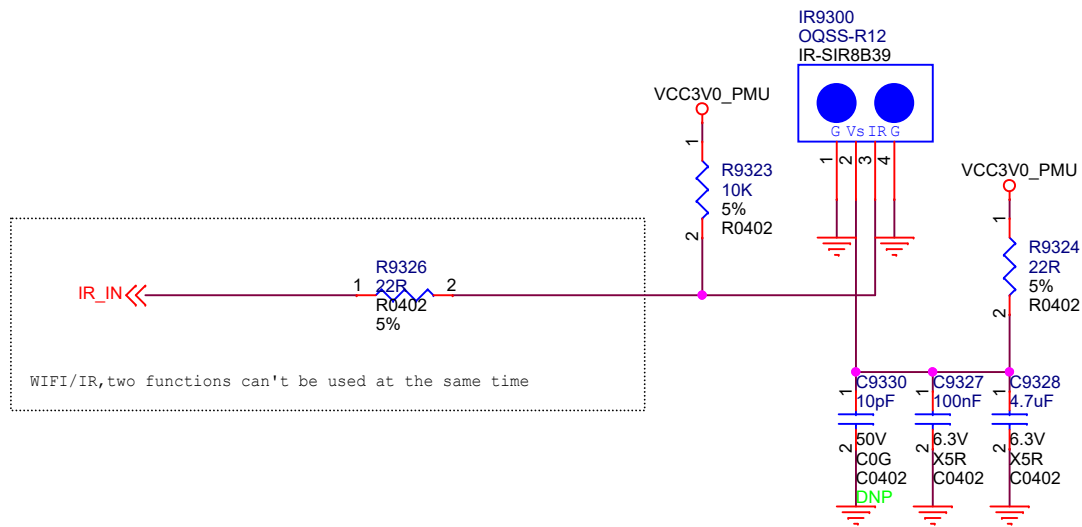 IR9300
OQSS-R12
IR-SIR8B39
G Vs IR G
1 2 3 4
VCC3V0_PMU
1
R9323
10K
5%
R0402
2
VCC3V0_PMU
1
R9324
22R
5%
R0402
2
IR_IN
1
R9326
22R
R0402
5%
2
WIFI/IR,two functions can't be used at the same time
1
C9330
10pF
2
50V
C0G
C0402
DNP
1
C9327
100nF
2
6.3V
X5R
C0402
1
C9328
4.7uF
2
6.3V
X5R
C0402